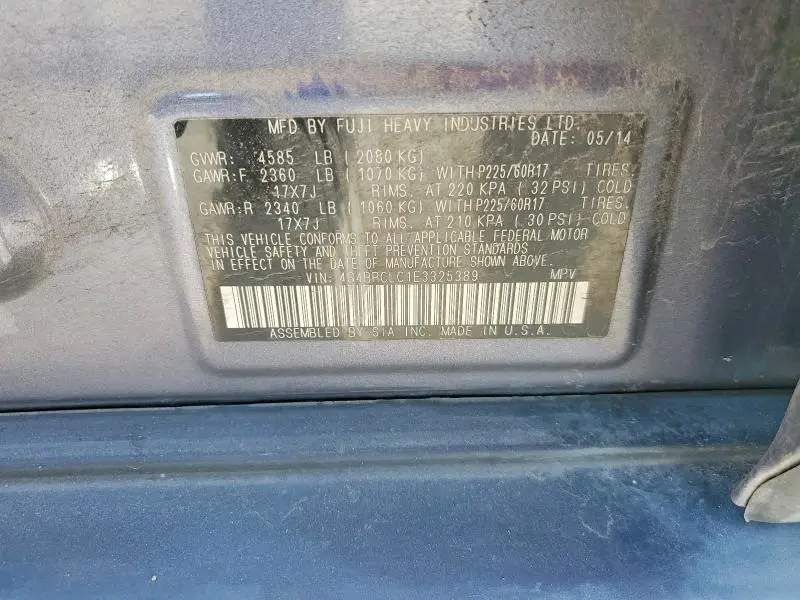 MFD BY FUJI HEAVY INDUSTRIES LTD.
DATE: 05/14
GVWR: 4585 LB (2080 KG)
GAWR:F 2360 LB (1070 KG) WITH P225/60R17 TIRES.
17X7J RIMS. AT 220 KPA (32 PSI) COLD
GAWR:R 2340 LB (1060 KG) WITH P225/60R17 TIRES.
17X7J RIMS. AT 210 KPA (30 PSI) COLD
THIS VEHICLE CONFORMS TO ALL APPLICABLE FEDERAL MOTOR
VEHICLE SAFETY AND THEFT PREVENTION STANDARDS
IN EFFECT ON THE DATE OF MANUFACTURE SHOWN ABOVE.
VIN: 4S4BRCLC1E3325389 MPV
ASSEMBLED BY SIA INC. MADE IN U.S.A.